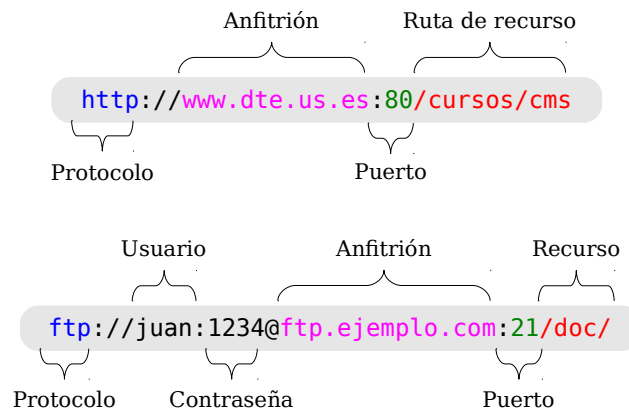 Anfitrión Ruta de recurso
http://www.dte.us.es:80/cursos/cms
Protocolo Puerto
Usuario Anfitrión Recurso
ftp://juan:1234@ftp.ejemplo.com:21/doc/
Protocolo Contraseña Puerto